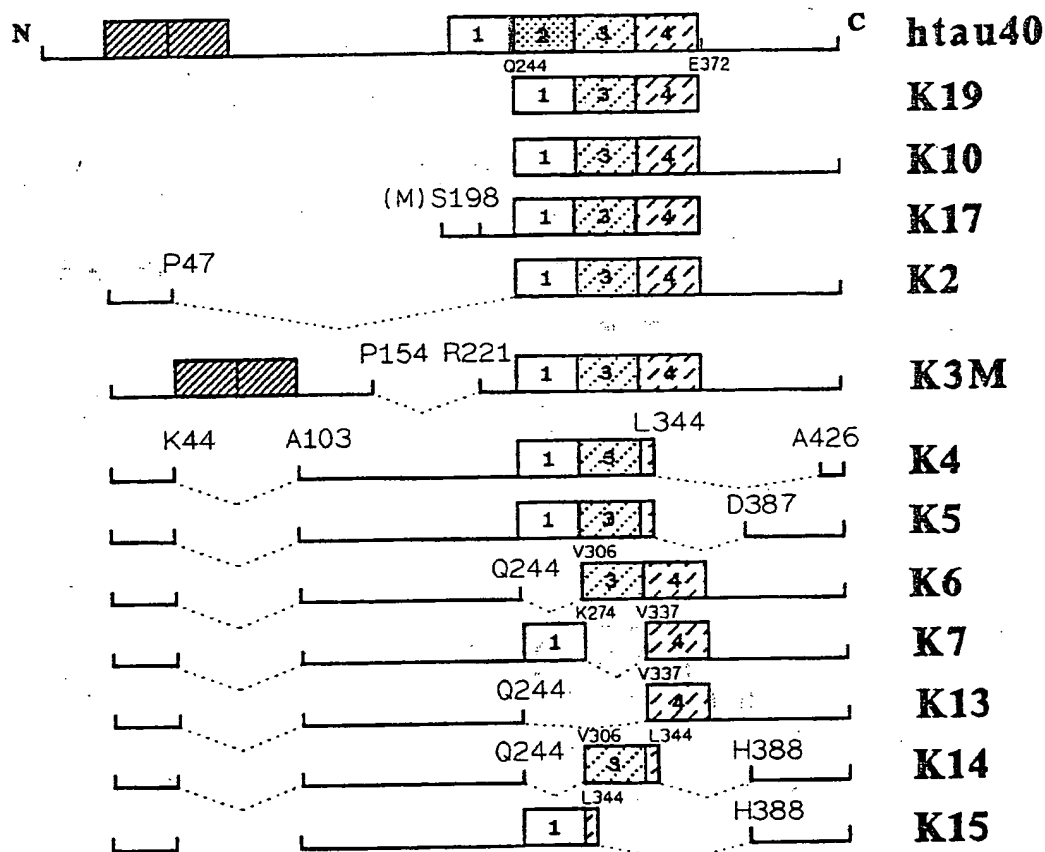 N 1 2 3 4 C htau40
Q244 E372
1 3 4 K19
1 3 4 K10
(M)S198
1 3 4 K17
P47
1 3 4 K2
P154 R221
1 3 4 K3M
L344
K44 A103 A426
1 3 K4
D387
1 3 K5
V306
Q244 3 4 K6
K274 V337
1 4 K7
V337
Q244 4 K13
V306 L344
Q244 3 H388 K14
L344
H388
1 K15